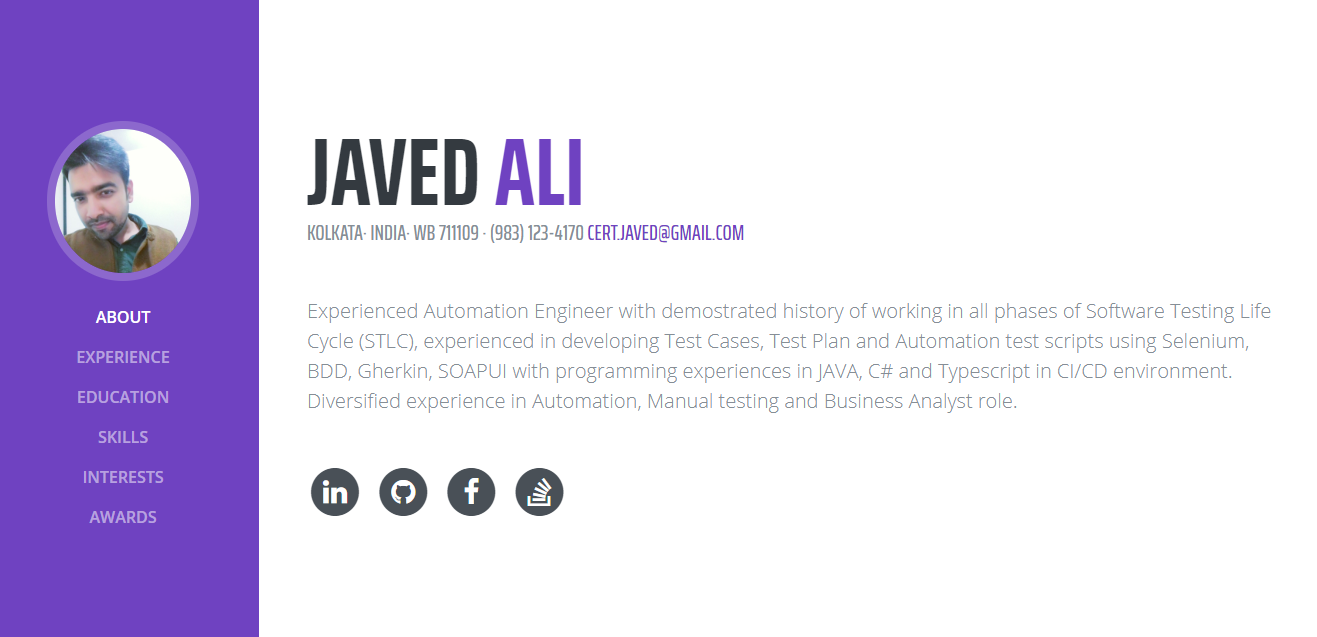 ABOUT
EXPERIENCE
EDUCATION
SKILLS
INTERESTS
AWARDS
JAVED ALI
KOLKATA· INDIA· WB 711109 · (983) 123-4170 CERT.JAVED@GMAIL.COM
Experienced Automation Engineer with demostrated history of working in all phases of Software Testing Life
Cycle (STLC), experienced in developing Test Cases, Test Plan and Automation test scripts using Selenium,
BDD, Gherkin, SOAPUI with programming experiences in JAVA, C# and Typescript in CI/CD environment.
Diversified experience in Automation, Manual testing and Business Analyst role.
in f